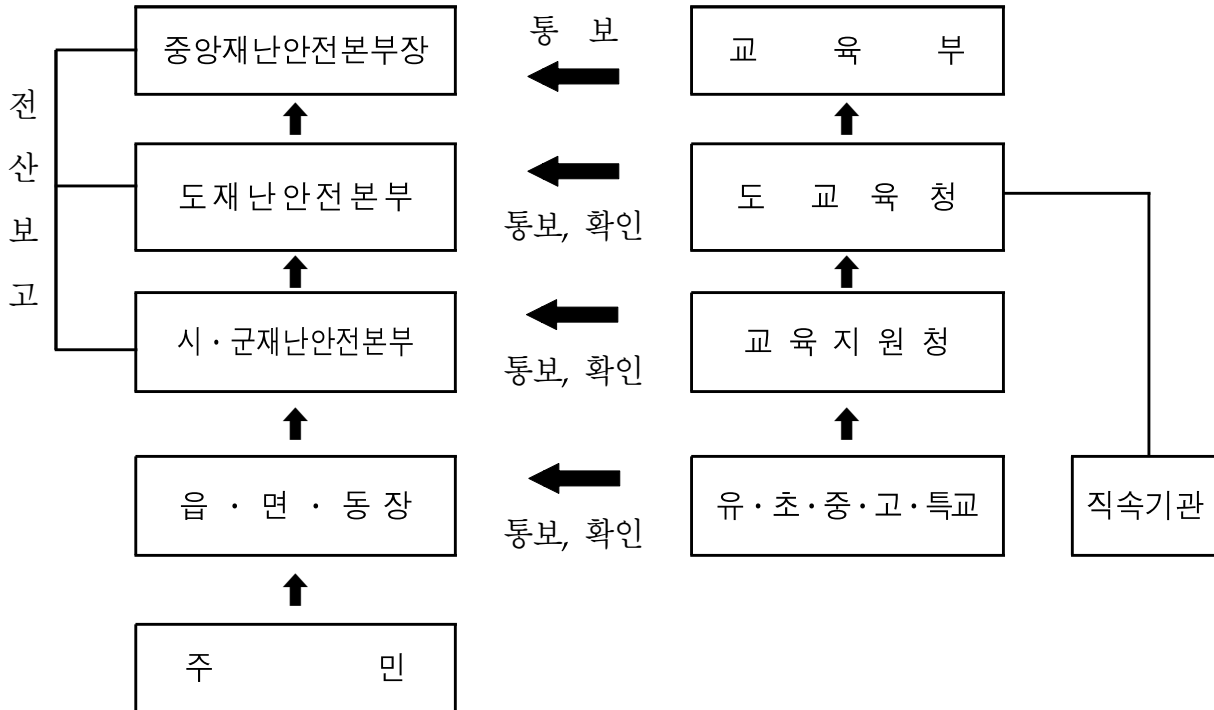 중앙재난안전본부장
통 보
교 육 부
전산보고
도재난안전본부
통보, 확인
도 교 육 청
시·군재난안전본부
통보, 확인
교 육 지 원 청
읍 · 면 · 동 장
통보, 확인
유·초·중·고·특교
직속기관
주 민